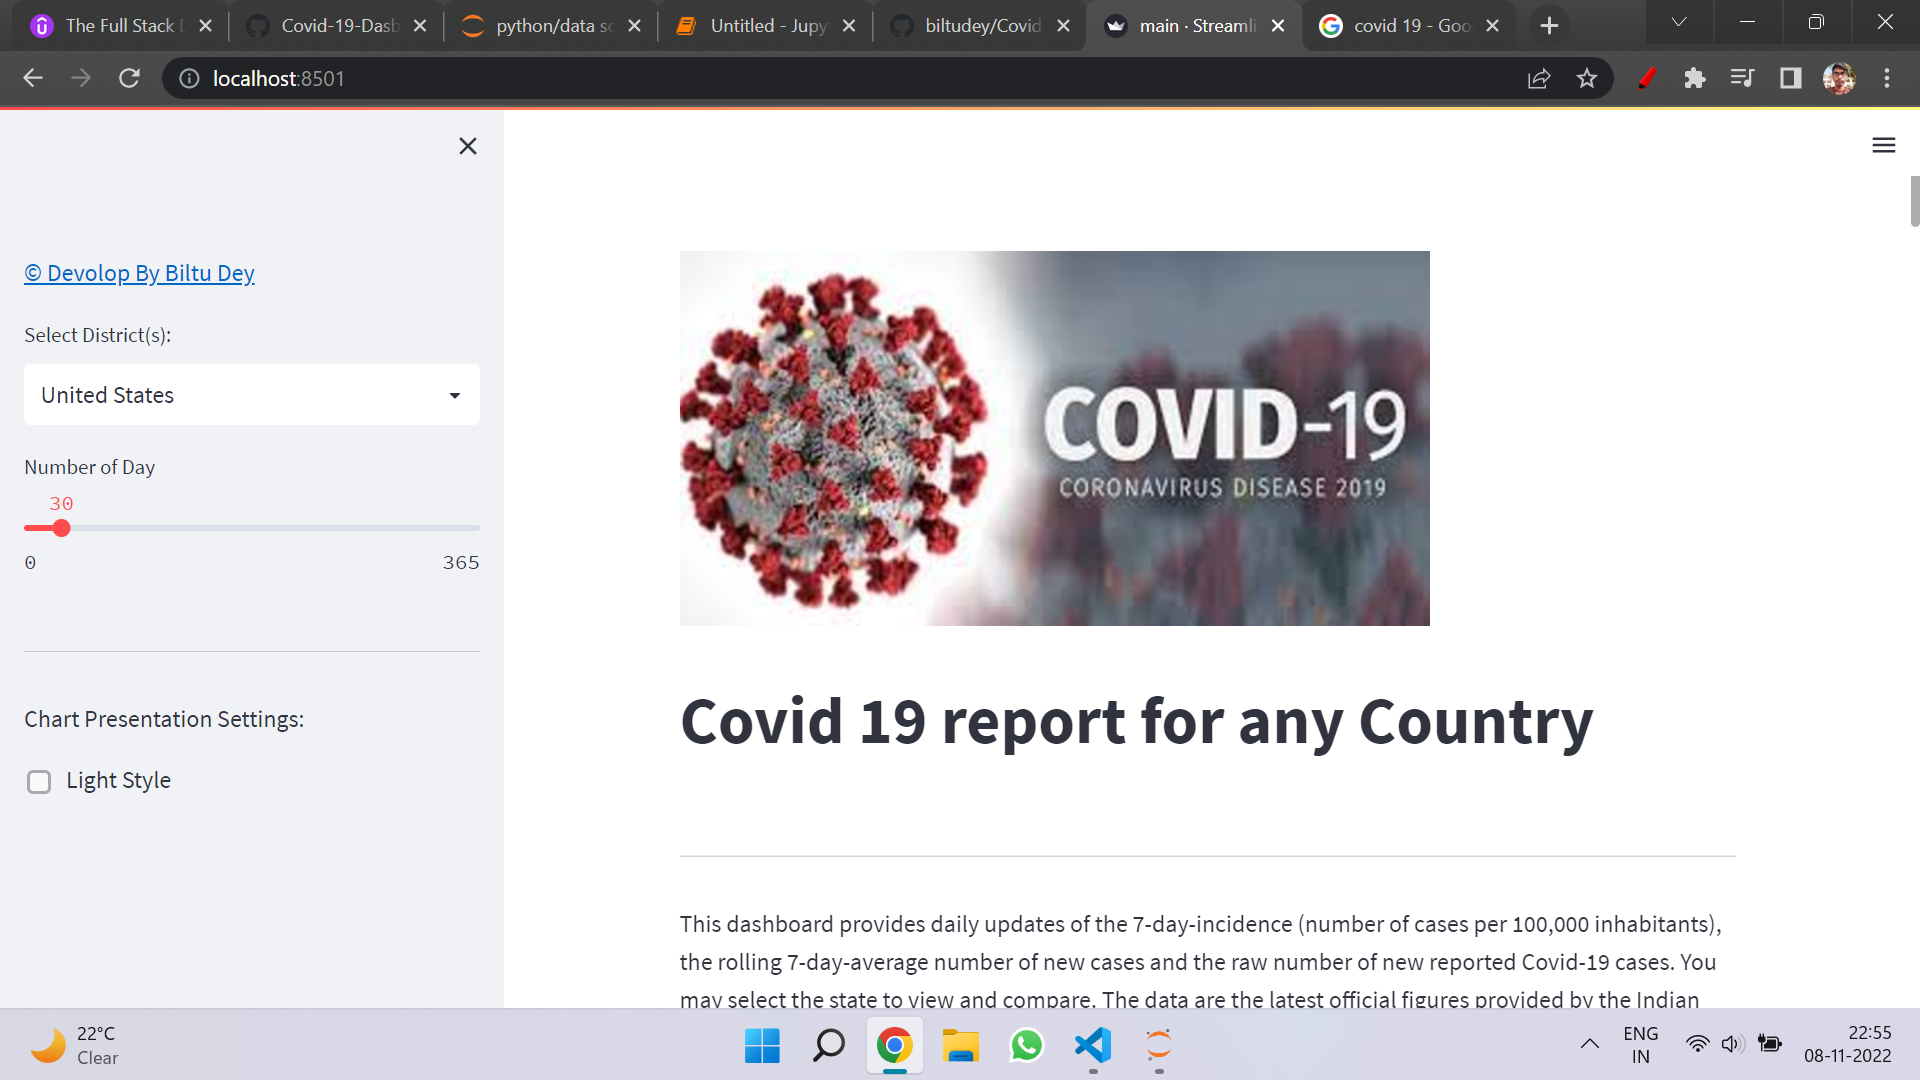 The Full Stack D
Covid-19-Dasb
python/data sc
Untitled - Jupy
biltudey/Covid
main · Streamli
covid 19 - Goo
localhost:8501
© Devolop By Biltu Dey
Select District(s):
United States
Number of Day
30
0
365
Chart Presentation Settings:
Light Style
COVID-19
CORONAVIRUS DISEASE 2019
Covid 19 report for any Country
This dashboard provides daily updates of the 7-day-incidence (number of cases per 100,000 inhabitants),
the rolling 7-day-average number of new cases and the raw number of new reported Covid-19 cases. You
may select the state to view and compare. The data are the latest official figures provided by the Indian
22°C
Clear
ENG
IN
22:55
08-11-2022